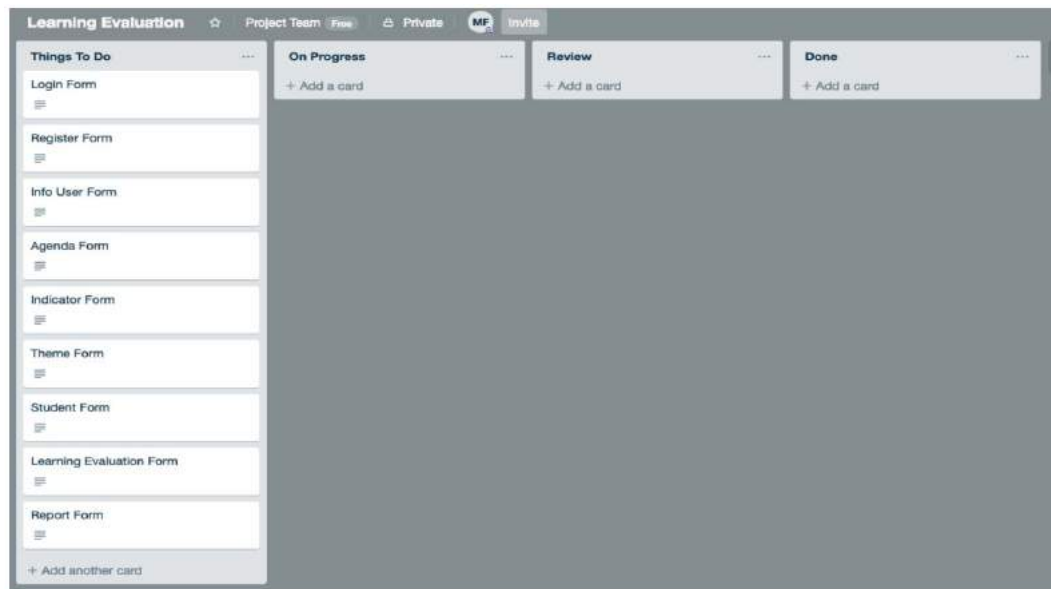 Learning Evaluation Project Team Free Private MF Invite
Things To Do
Login Form
Register Form
Info User Form
Agenda Form
Indicator Form
Theme Form
Student Form
Learning Evaluation Form
Report Form
+ Add another card
On Progress
+ Add a card
Review
+ Add a card
Done
+ Add a card